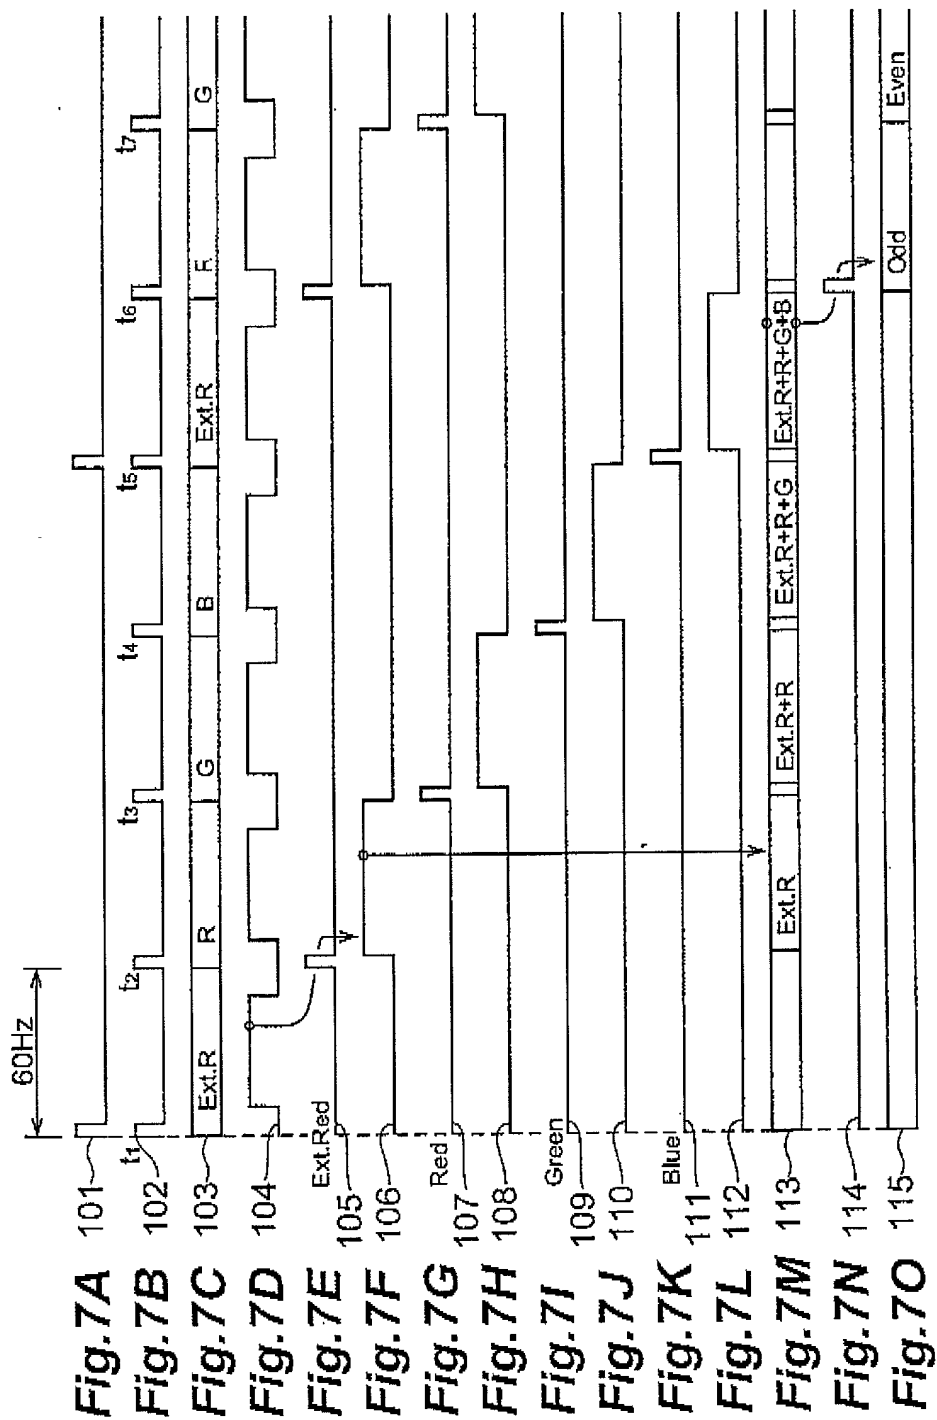 60Hz
Fig.7A 101
Fig.7B 102 t1 t2 t3 t4 t5 t6 t7
Fig.7C 103 Ext.R R G B Ext.R R G
Fig.7D 104
Fig.7E 105 Ext.Red
Fig.7F 106
Fig.7G 107 Red
Fig.7H 108
Fig.7I 109 Green
Fig.7J 110
Fig.7K 111 Blue
Fig.7L 112
Fig.7M 113 Ext.R Ext.R+R Ext.R+R+G Ext.R+R+G+B
Fig.7N 114
Fig.7O 115 Odd Even